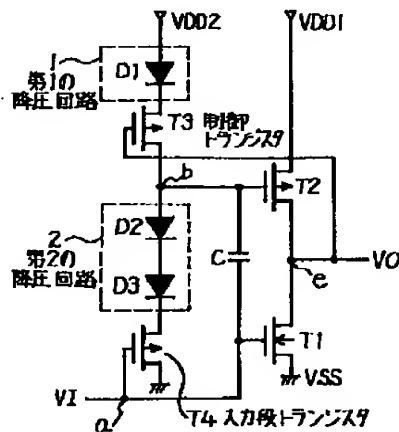 VDD2
VDD1
1
第1の
降圧回路
D1
T3
制御
トランジスタ
b
T2
2
第2の
降圧回路
D2
D3
C
e
VO
T1
VSS
VI
a
T4 入力段トランジスタ